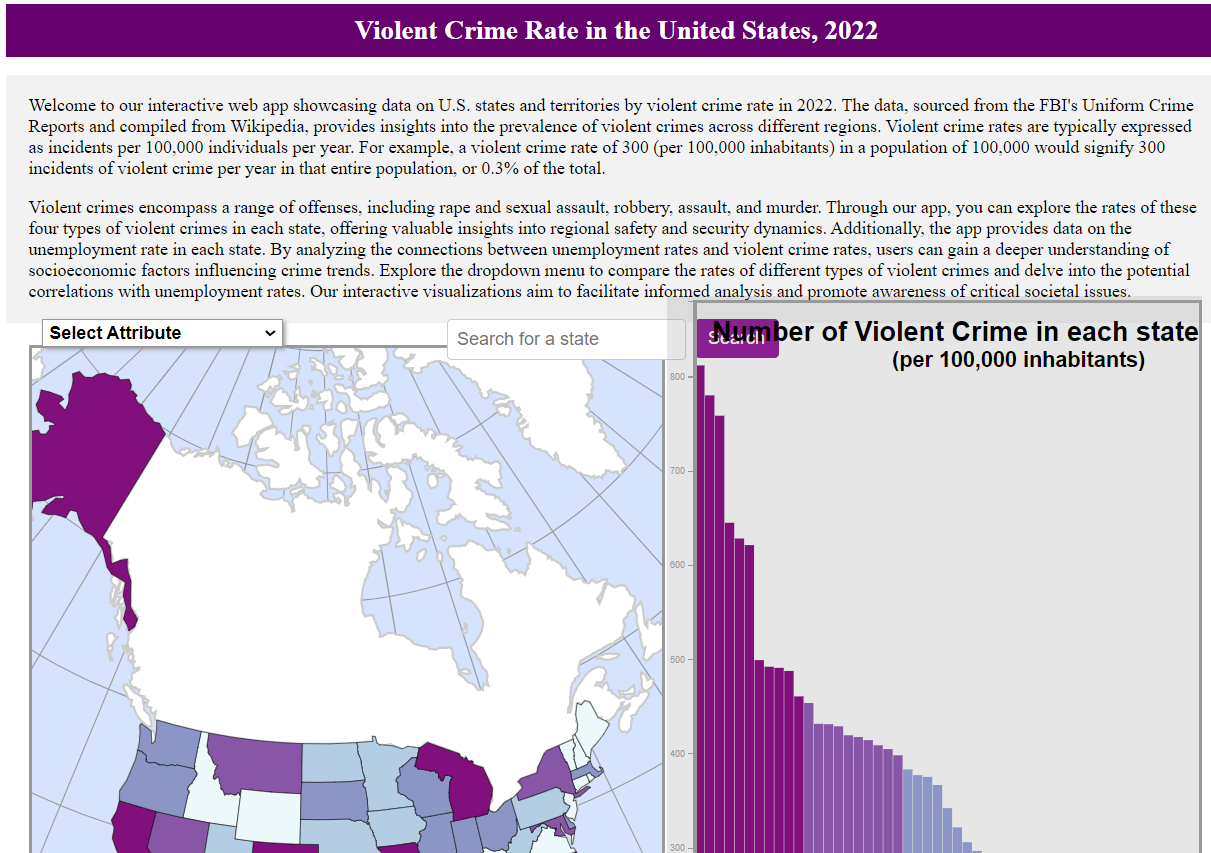 Violent Crime Rate in the United States, 2022
Welcome to our interactive web app showcasing data on U.S. states and territories by violent crime rate in 2022. The data, sourced from the FBI's Uniform Crime
Reports and compiled from Wikipedia, provides insights into the prevalence of violent crimes across different regions. Violent crime rates are typically expressed
as incidents per 100,000 individuals per year. For example, a violent crime rate of 300 (per 100,000 inhabitants) in a population of 100,000 would signify 300
incidents of violent crime per year in that entire population, or 0.3% of the total.
Violent crimes encompass a range of offenses, including rape and sexual assault, robbery, assault, and murder. Through our app, you can explore the rates of these
four types of violent crimes in each state, offering valuable insights into regional safety and security dynamics. Additionally, the app provides data on the
unemployment rate in each state. By analyzing the connections between unemployment rates and violent crime rates, users can gain a deeper understanding of
socioeconomic factors influencing crime trends. Explore the dropdown menu to compare the rates of different types of violent crimes and delve into the potential
correlations with unemployment rates. Our interactive visualizations aim to facilitate informed analysis and promote awareness of critical societal issues.
Select Attribute
Search for a state
Search
Number of Violent Crime in each state
(per 100,000 inhabitants)
800
700
600
500
400
300